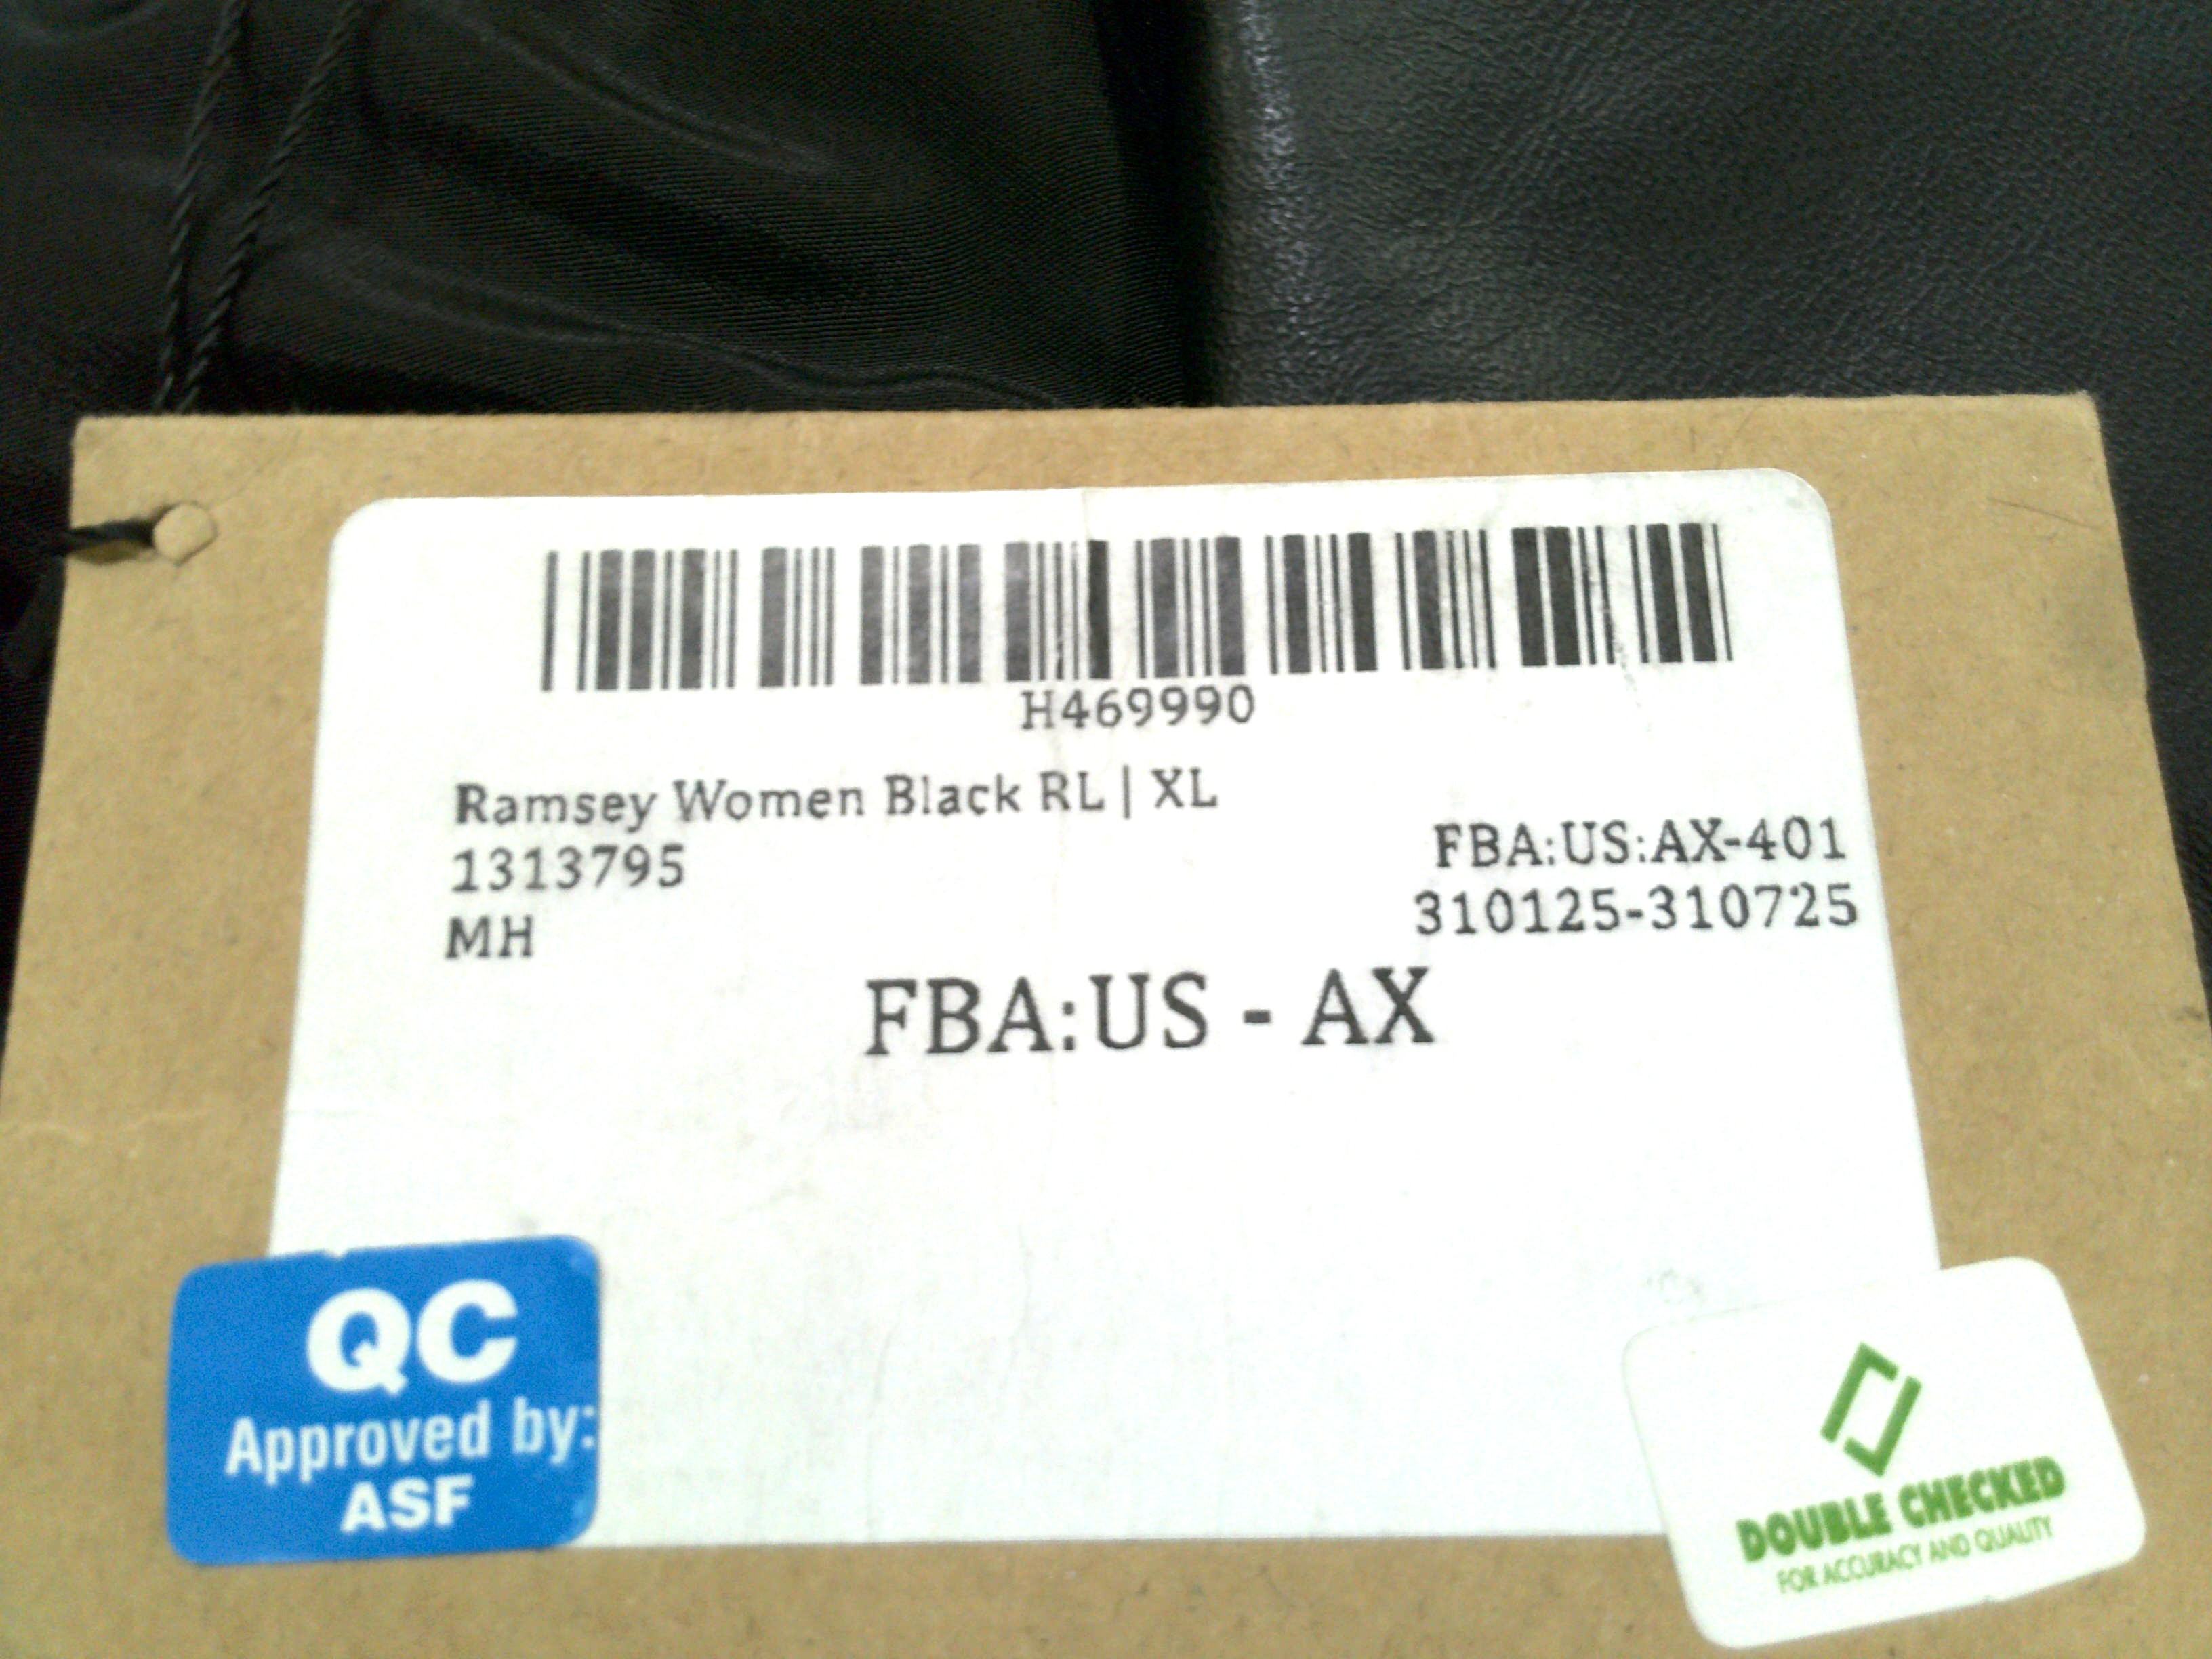 H469990
Ramsey Women Black RL | XL
1313795
FBA:US:AX-401
MH
310125-310725
FBA:US - AX
QC
Approved by:
ASF
DOUBLE CHECKED
FOR ACCURACY AND QUALITY